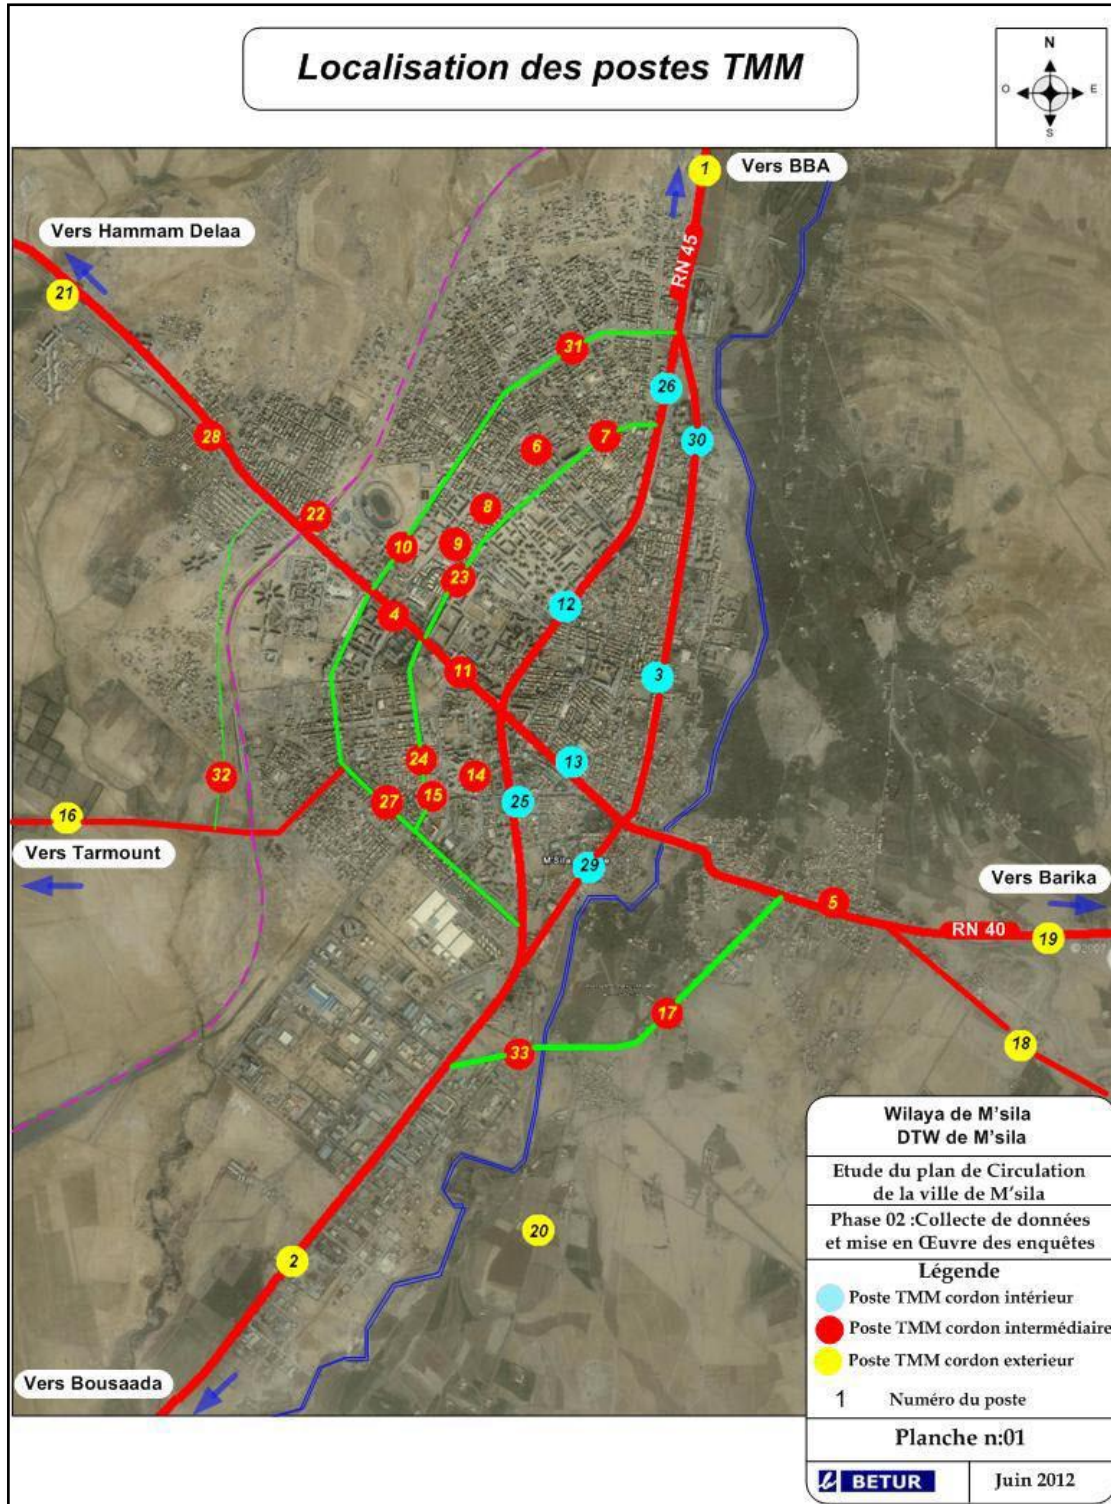 Localisation des postes TMM
N
O
E
S
1
Vers BBA
Vers Hammam Delaa
RN 45
21
31
26
28
7
30
6
8
22
10
9
23
12
4
11
3
24
13
32
14
27
15
25
16
Vers Tarmount
29
Vers Barika
5
RN 40
19
17
18
33
20
2
Vers Bousaada
Wilaya de M'sila
DTW de M'sila
Etude du plan de Circulation
de la ville de M'sila
Phase 02 :Collecte de données
et mise en Œuvre des enquêtes
Légende
Poste TMM cordon intérieur
Poste TMM cordon intermédiaire
Poste TMM cordon exterieur
1 Numéro du poste
Planche n:01
BETUR
Juin 2012